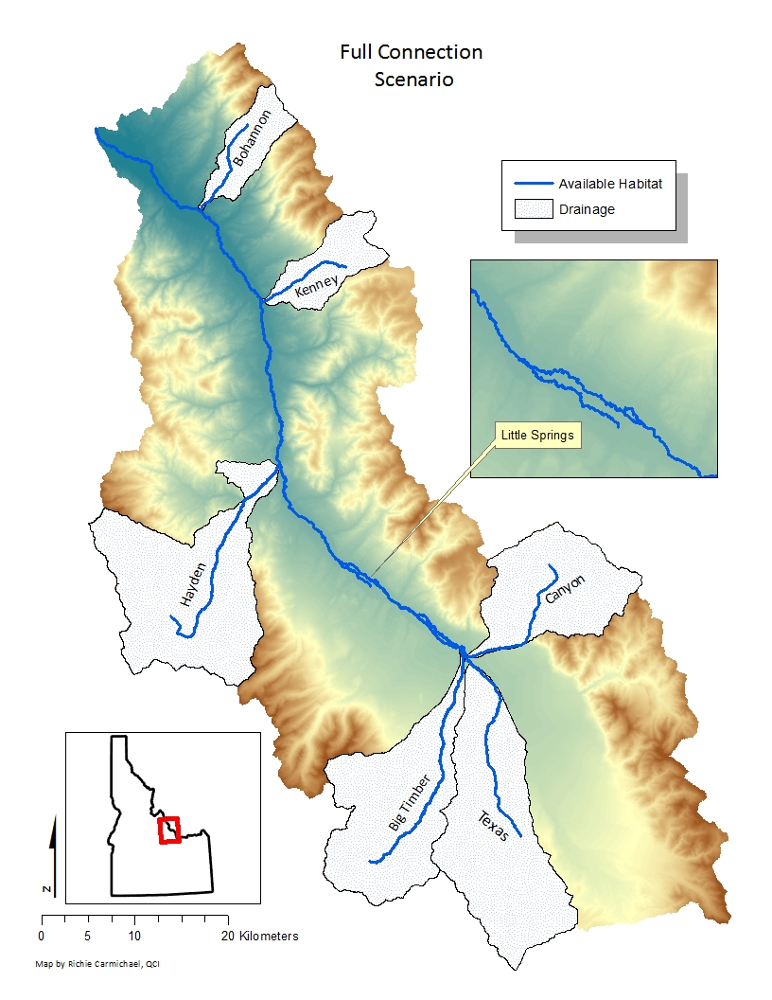 Full Connection
Scenario
Bohannon
Available Habitat
Drainage
Kenney
Little Springs
Hayden
Canyon
Big Timber
Texas
N
0 5 10 20 Kilometers
Map by Richie Carmichael, QCI